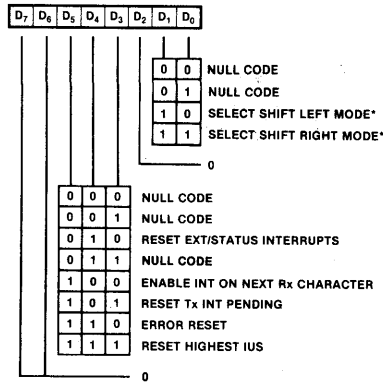 D7 D6 D5 D4 D3 D2 D1 D0
0 0 NULL CODE
0 1 NULL CODE
1 0 SELECT SHIFT LEFT MODE*
1 1 SELECT SHIFT RIGHT MODE*
0
0 0 0 NULL CODE
0 0 1 NULL CODE
0 1 0 RESET EXT/STATUS INTERRUPTS
0 1 1 NULL CODE
1 0 0 ENABLE INT ON NEXT Rx CHARACTER
1 0 1 RESET Tx INT PENDING
1 1 0 ERROR RESET
1 1 1 RESET HIGHEST IUS
0